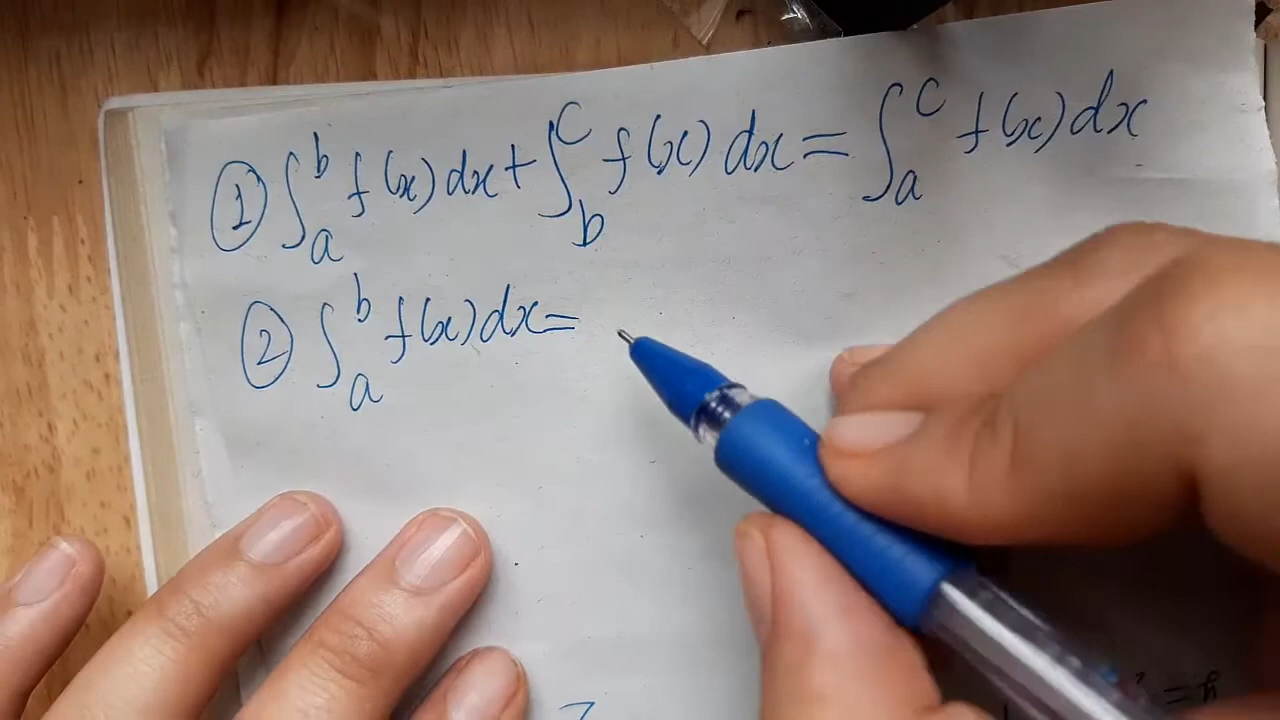 ① ∫_a^b f(x) dx + ∫_b^c f(x) dx = ∫_a^c f(x) dx
② ∫_a^b f(x) dx =